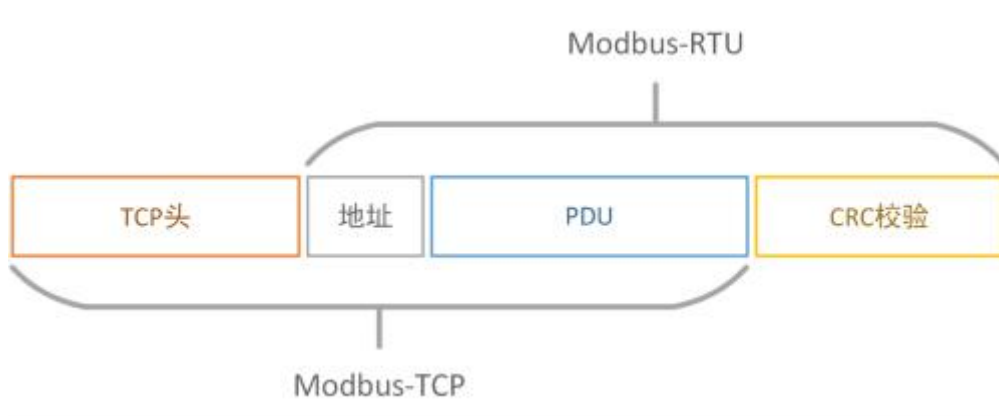 Modbus-RTU
TCP头
地址
PDU
CRC校验
Modbus-TCP